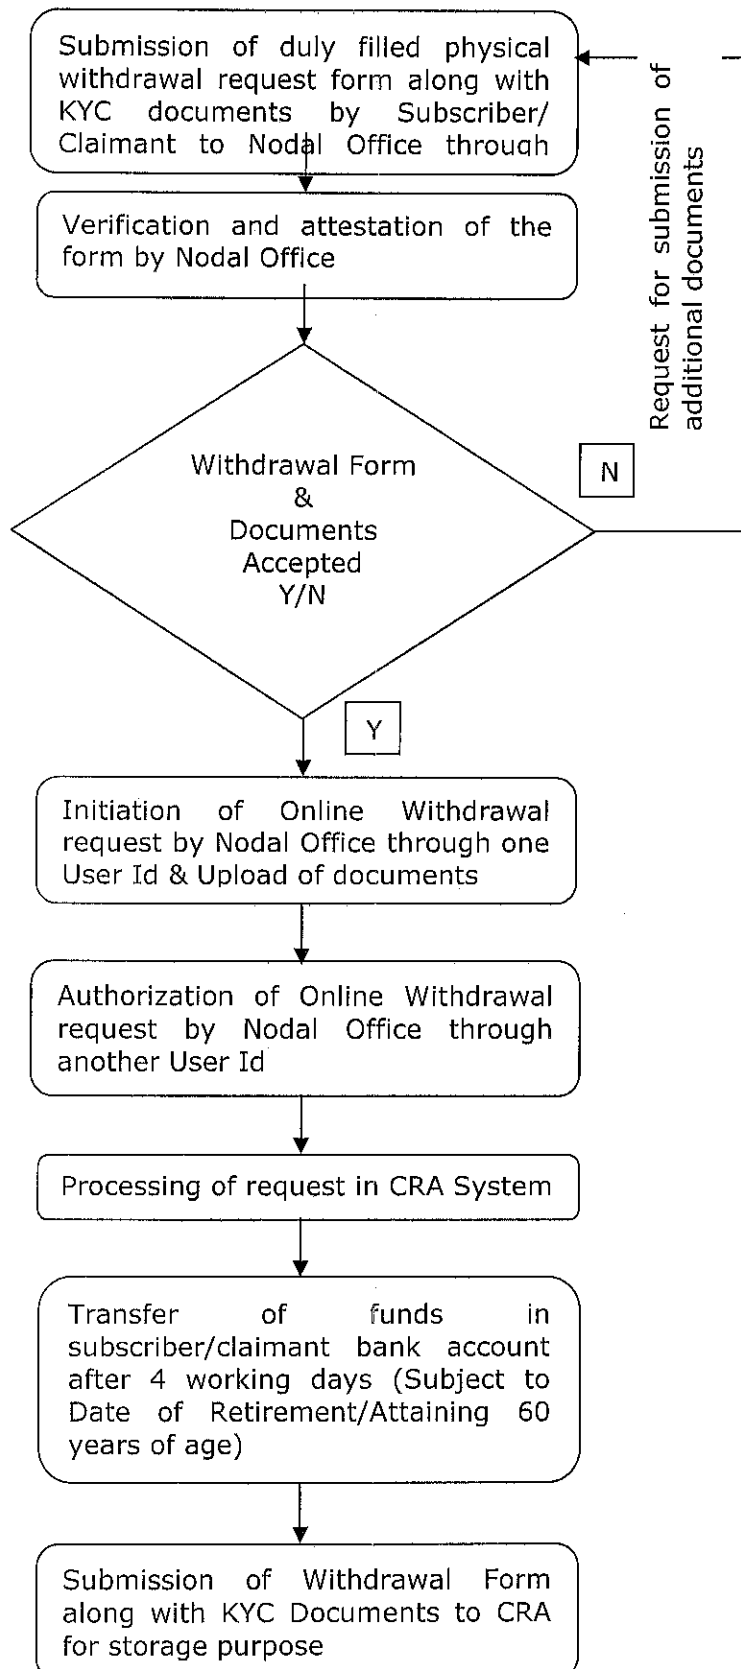 Submission of duly filled physical
withdrawal request form along with
KYC documents by Subscriber/
Claimant to Nodal Office through
Request for submission of
additional documents
Verification and attestation of the
form by Nodal Office
Withdrawal Form
&
Documents
Accepted
Y/N
N
Y
Initiation of Online Withdrawal
request by Nodal Office through one
User Id & Upload of documents
Authorization of Online Withdrawal
request by Nodal Office through
another User Id
Processing of request in CRA System
Transfer of funds in
subscriber/claimant bank account
after 4 working days (Subject to
Date of Retirement/Attaining 60
years of age)
Submission of Withdrawal Form
along with KYC Documents to CRA
for storage purpose